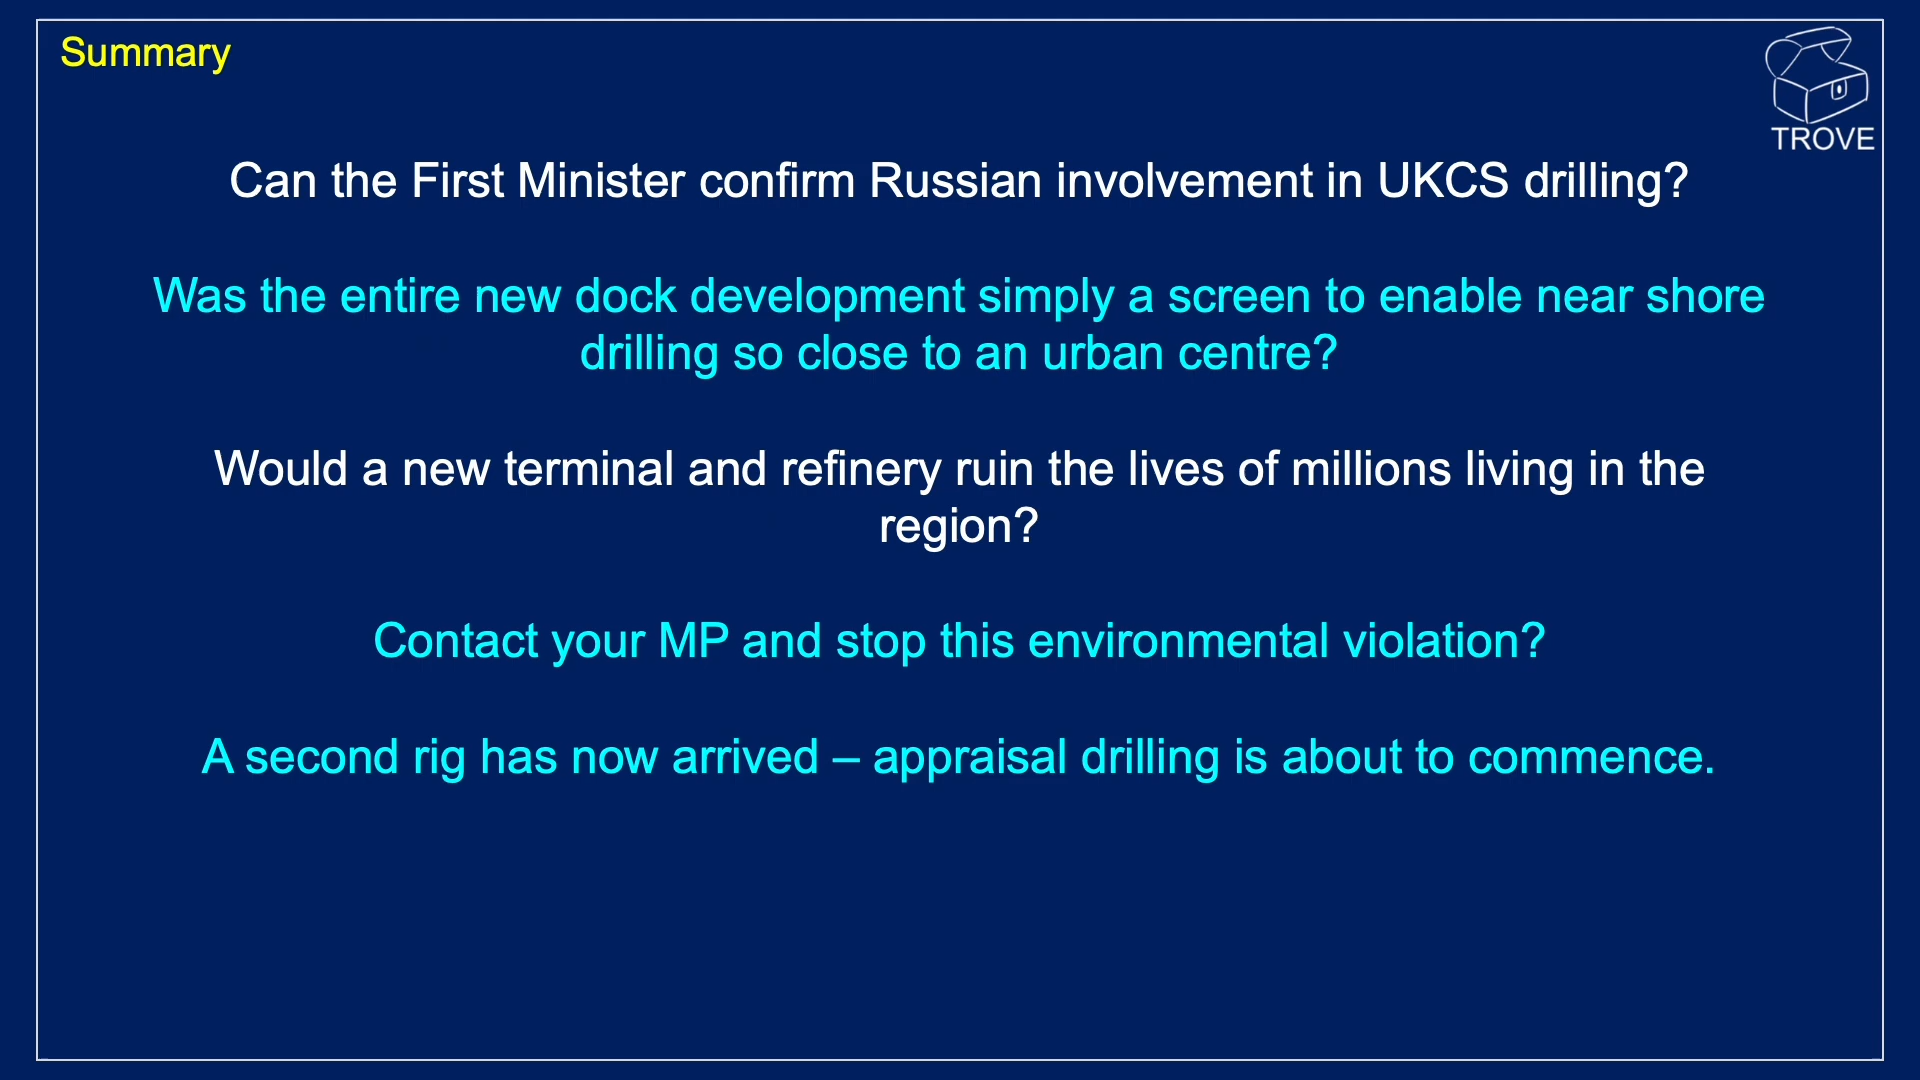 Summary
TROVE
Can the First Minister confirm Russian involvement in UKCS drilling?
Was the entire new dock development simply a screen to enable near shore
drilling so close to an urban centre?
Would a new terminal and refinery ruin the lives of millions living in the
region?
Contact your MP and stop this environmental violation?
A second rig has now arrived – appraisal drilling is about to commence.